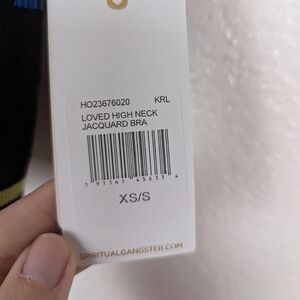 HO23676020 KRL
LOVED HIGH NECK
JACQUARD BRA
XS/S
SPIRITUALGANGSTER.COM